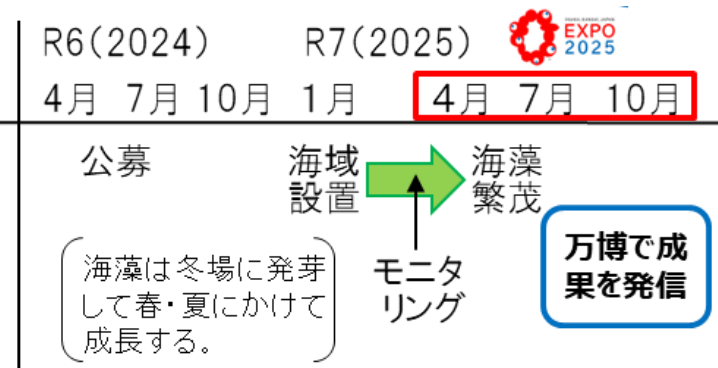 R6(2024)
R7(2025)
EXPO
2025
4月 7月 10月 1月 4月 7月 10月
公募
海域
設置
海藻
繁茂
モニタ
リング
万博で成
果を発信
海藻は冬場に発芽
して春・夏にかけて
成長する。